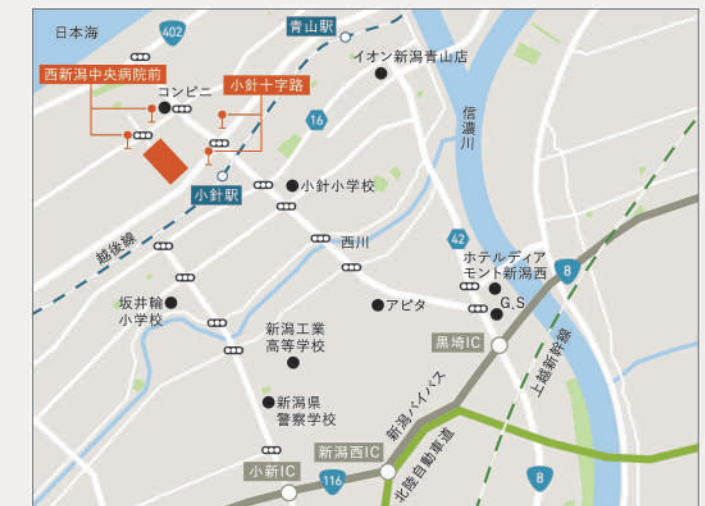 日本海
402
青山駅
イオン新潟青山店
西新潟中央病院前
コンビニ
小針十字路
16
信濃川
小針小学校
小針駅
越後線
西川
42
ホテルディア
モント新潟西
8
G.S
坂井輪
小学校
アピタ
新潟工業
高等学校
黒埼IC
上越新幹線
新潟県
警察学校
新潟バイパス
北陸自動車道
新潟西IC
小新IC
116
8